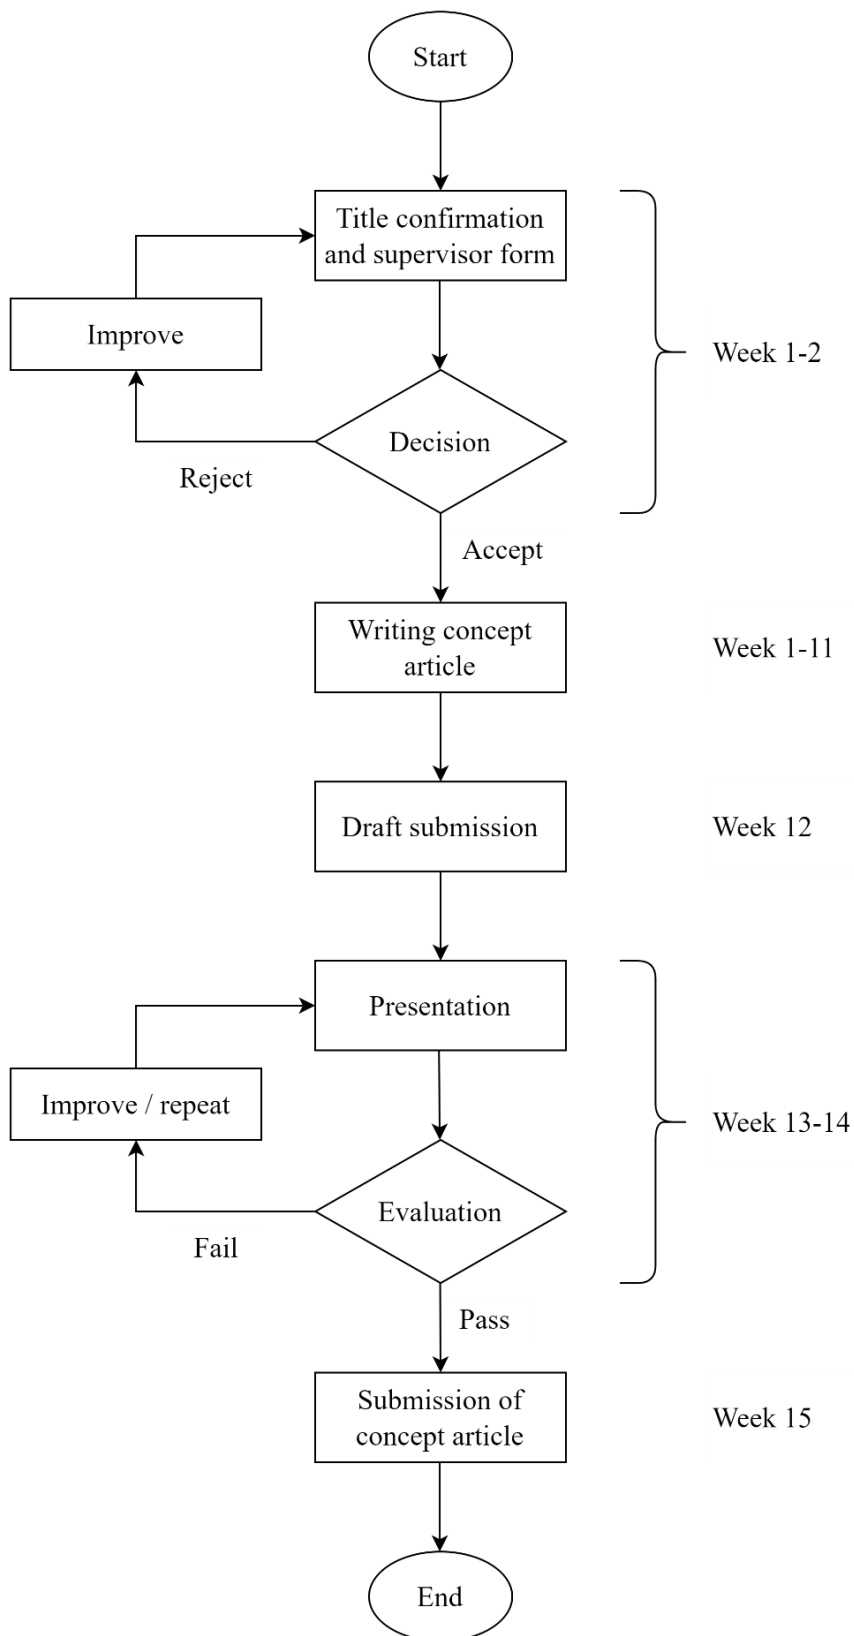 Start
Title confirmation
and supervisor form
Improve
Week 1-2
Decision
Reject
Accept
Writing concept
article
Week 1-11
Draft submission
Week 12
Presentation
Improve / repeat
Week 13-14
Evaluation
Fail
Pass
Submission of
concept article
Week 15
End